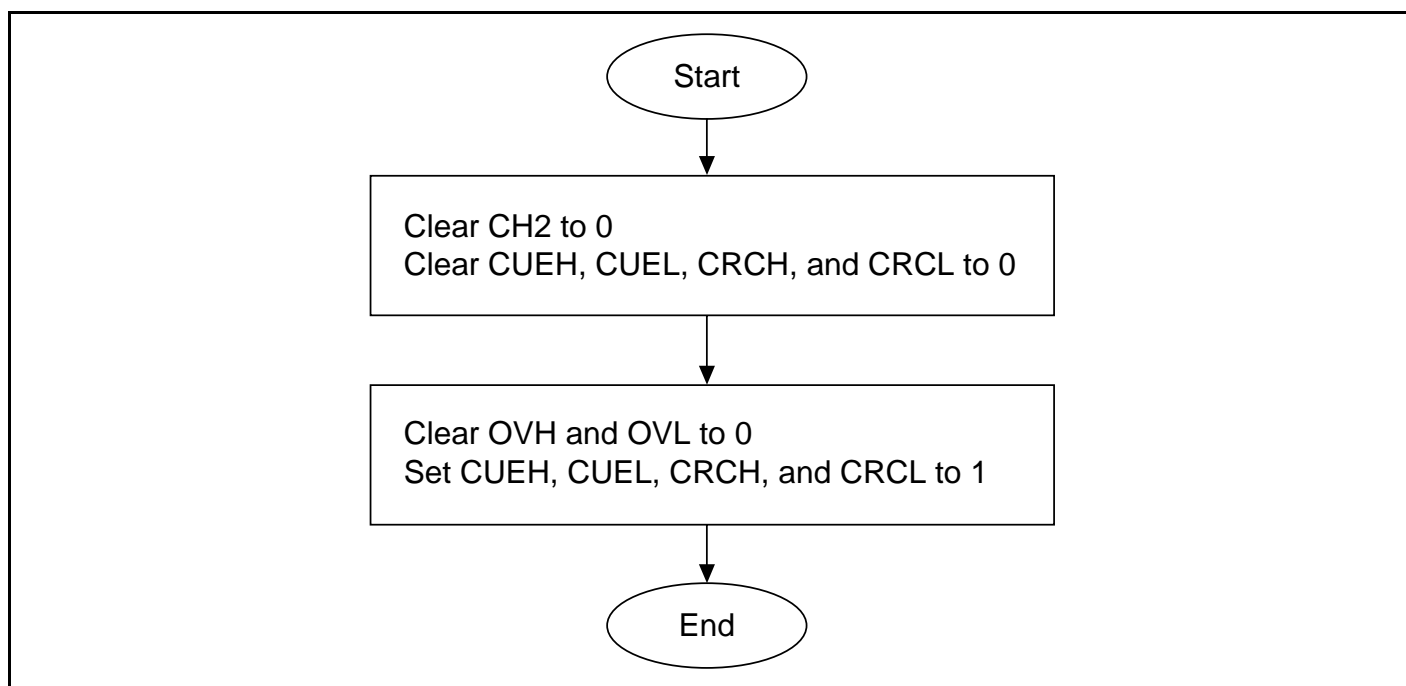 Start
Clear CH2 to 0
Clear CUEH, CUEL, CRCH, and CRCL to 0
Clear OVH and OVL to 0
Set CUEH, CUEL, CRCH, and CRCL to 1
End